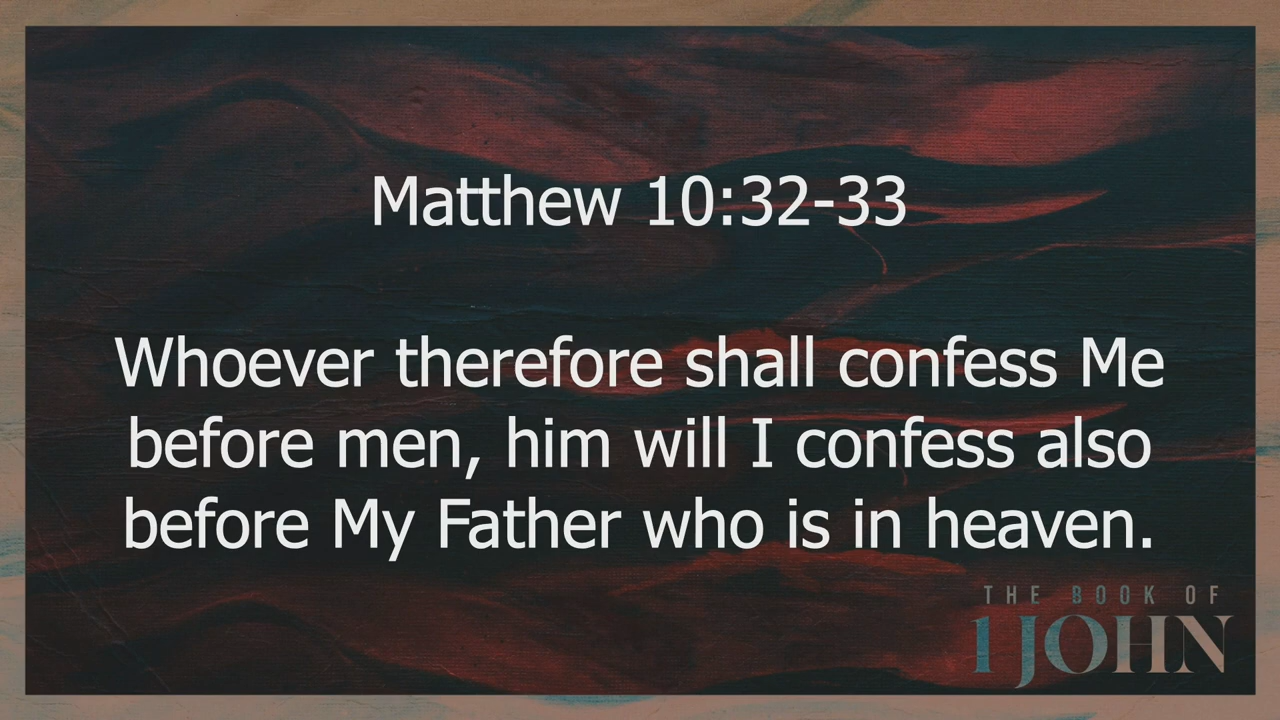 Matthew 10:32-33
Whoever therefore shall confess Me
before men, him will I confess also
before My Father who is in heaven.
THE BOOK OF
1 JOHN